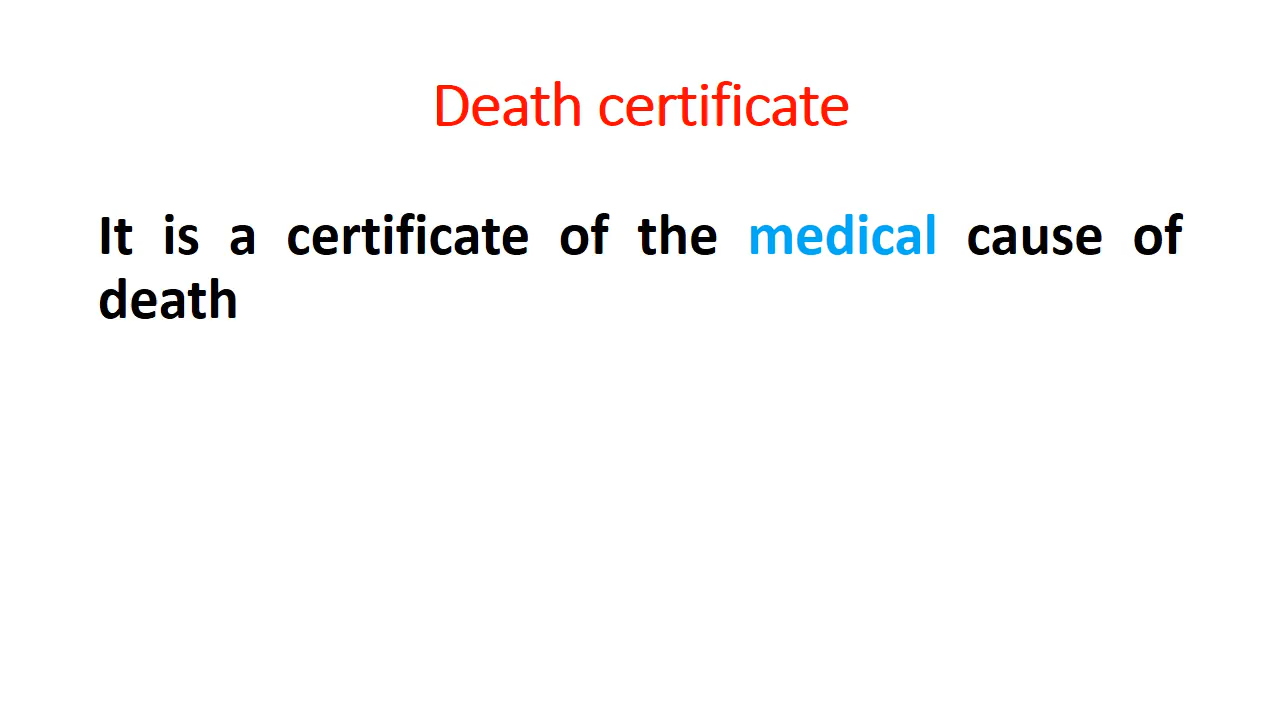 Death certificate
It is a certificate of the medical cause of
death